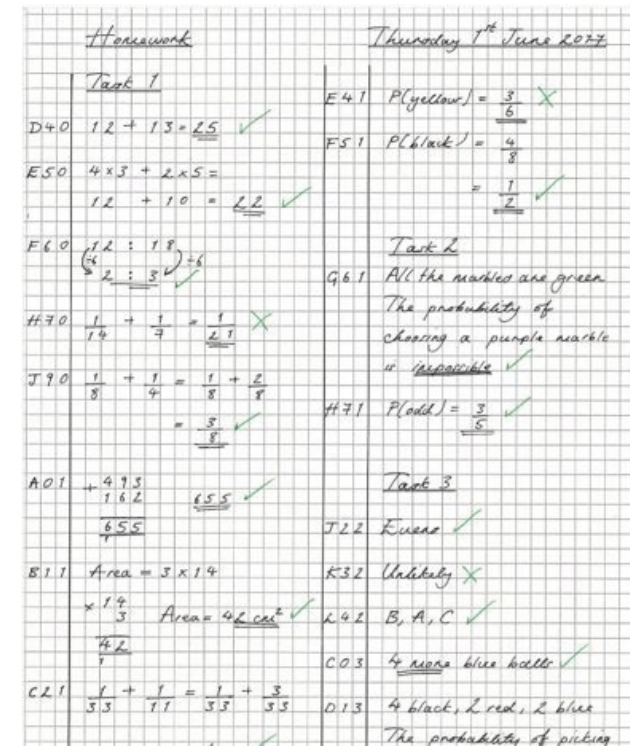 Homework
Task 1
D40 12 + 13 = 25
E50 4 × 3 + 2 × 5 =
12 + 10 = 22
F60 12 : 18
÷6 ÷6
2 : 3
H70 1/14 + 1/7 = 1/21
J90 1/8 + 1/4 = 1/8 + 2/8
= 3/8
A01 + 493
162 655
655
1
B11 Area = 3 × 14
× 14
3 Area = 42 cm²
42
1
C21 1/33 + 1/11 = 1/33 + 3/33
Thursday 1st June 2077
E41 P(yellow) = 3/6
F51 P(black) = 4/8
= 1/2
Task 2
G61 All the marbles are green
The probability of
choosing a purple marble
is impossible
H71 P(odd) = 3/5
Task 3
J22 Evens
K32 Unlikely
L42 B, A, C
C03 4 more blue balls
D13 4 black, 2 red, 2 blue
The probability of picking